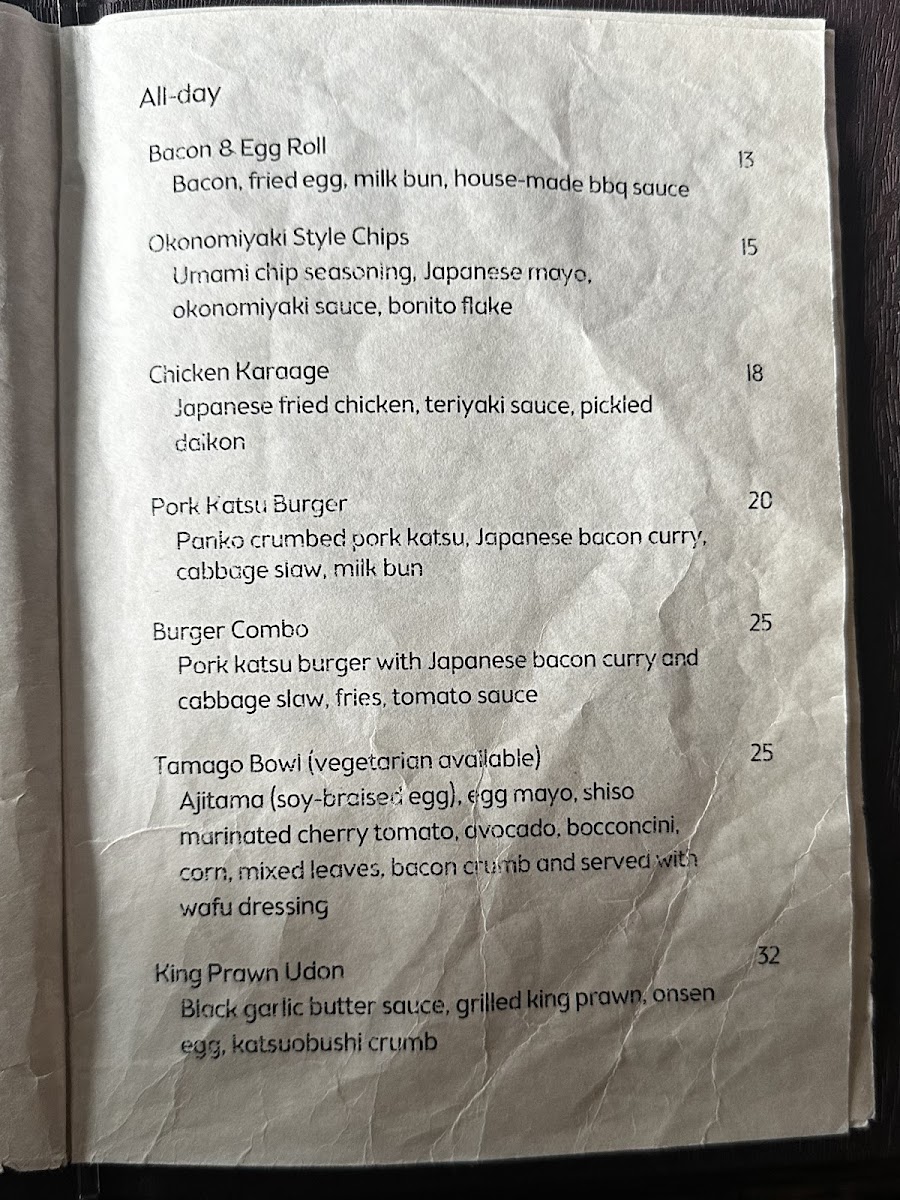 All-day
Bacon & Egg Roll 13
Bacon, fried egg, milk bun, house-made bbq sauce
Okonomiyaki Style Chips 15
Umami chip seasoning, Japanese mayo,
okonomiyaki sauce, bonito flake
Chicken Karaage 18
Japanese fried chicken, teriyaki sauce, pickled
daikon
Pork Katsu Burger 20
Panko crumbed pork katsu, Japanese bacon curry,
cabbage slaw, milk bun
Burger Combo 25
Pork katsu burger with Japanese bacon curry and
cabbage slaw, fries, tomato sauce
Tamago Bowl (vegetarian available) 25
Ajitama (soy-braised egg), egg mayo, shiso
marinated cherry tomato, avocado, bocconcini,
corn, mixed leaves, bacon crumb and served with
wafu dressing
King Prawn Udon 32
Black garlic butter sauce, grilled king prawn, onsen
egg, katsuobushi crumb